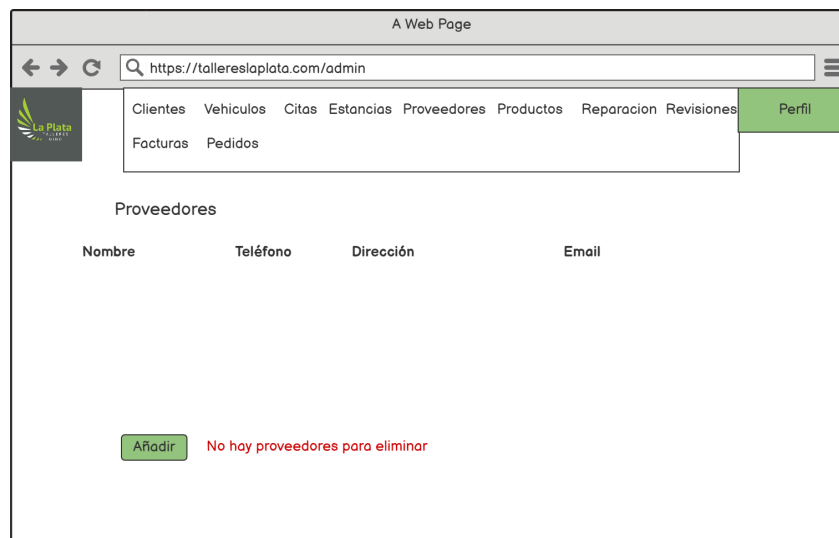 A Web Page
https://tallereslaplata.com/admin
La Plata
TALLERES
Clientes Vehiculos Citas Estancias Proveedores Productos Reparacion Revisiones Perfil
Facturas Pedidos
Proveedores
Nombre Teléfono Dirección Email
Añadir No hay proveedores para eliminar